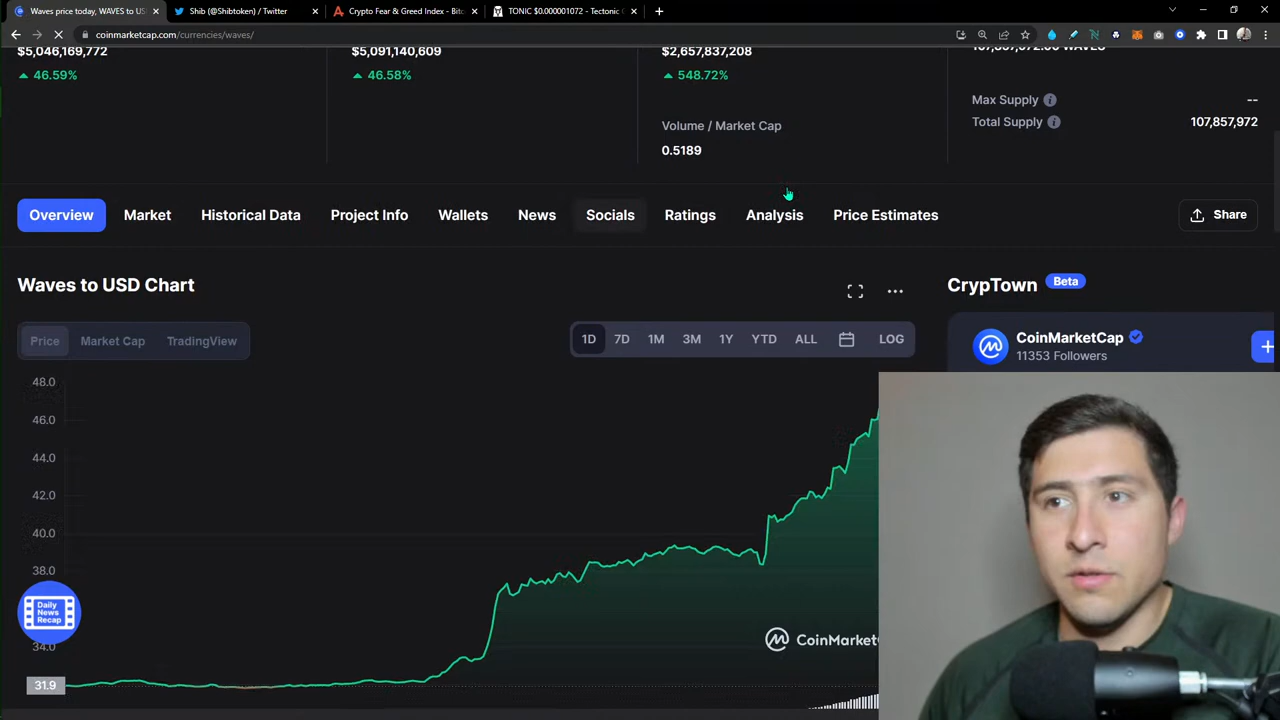 Waves price today, WAVES to US
Shib (@Shibtoken) / Twitter
Crypto Fear & Greed Index - Bitc
TONIC $0.000001072 - Tectonic
coinmarketcap.com/currencies/waves/
$5,046,169,772
$5,091,140,609
$2,657,837,208
46.59%
46.58%
548.72%
Max Supply
--
Total Supply
107,857,972
Volume / Market Cap
0.5189
Overview
Market
Historical Data
Project Info
Wallets
News
Socials
Ratings
Analysis
Price Estimates
Share
Waves to USD Chart
CrypTown
Beta
Price
Market Cap
TradingView
1D
7D
1M
3M
1Y
YTD
ALL
LOG
CoinMarketCap
11353 Followers
48.0
46.0
44.0
42.0
40.0
38.0
34.0
31.9
Daily
News
Recap
CoinMarketC